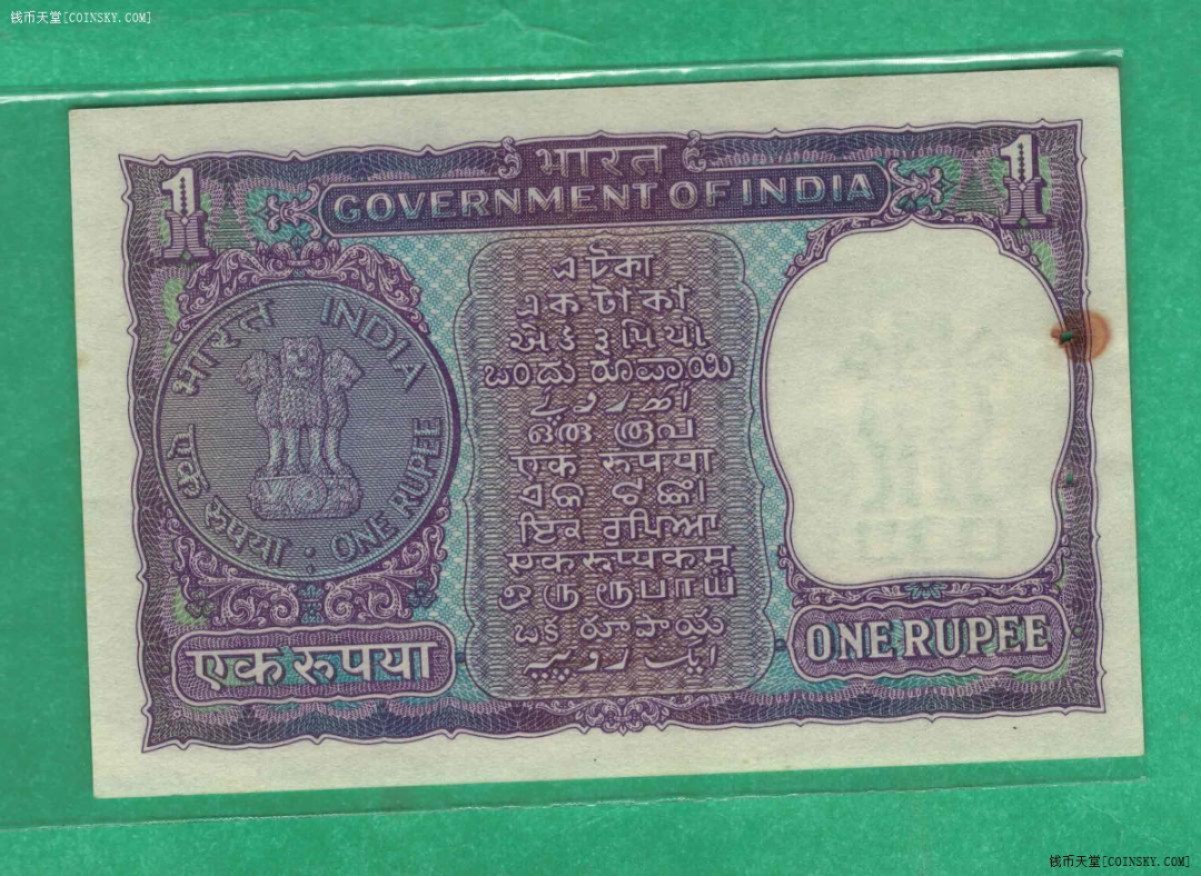 钱币天堂[COINSKY.COM]
भारत
1
GOVERNMENT OF INDIA
1
भारत INDIA
एक रुपया : ONE RUPEE
এ টকা
এক টাকা
એક રૂપિયો
ಒಂದು ರೂಪಾಯಿ
ഒരു രൂപ
एक रुपया
ଏକ ଟଙ୍କା
ਇਕ ਰੁਪਿਆ
एकरूप्यकम्
ஒரு ரூபாய்
ఒక రూపాయి
ایک روپیہ
एक रुपया
ONE RUPEE
钱币天堂[COINSKY.COM]